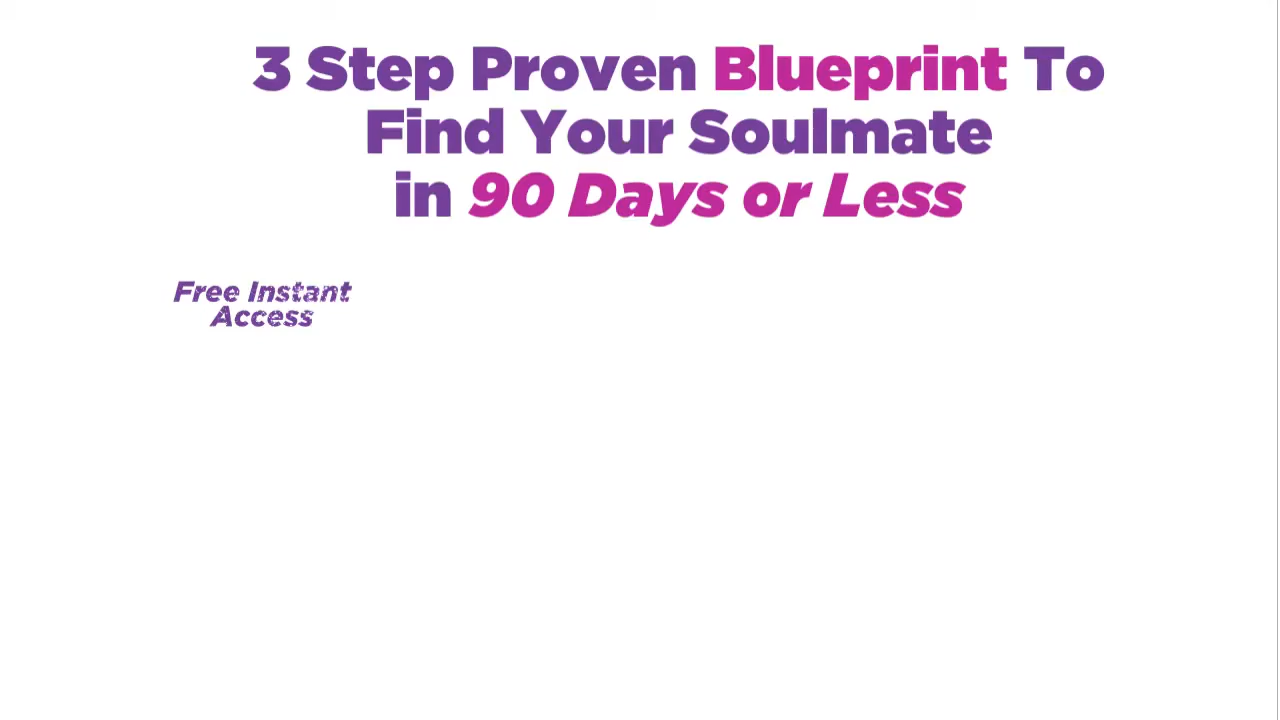 3 Step Proven Blueprint To
Find Your Soulmate
in 90 Days or Less
Free Instant
Access